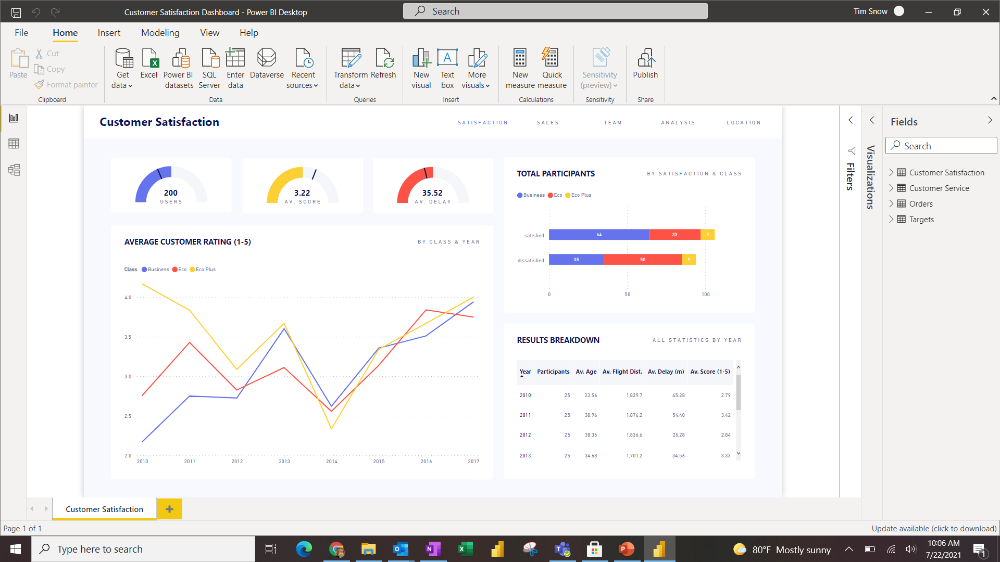 Customer Satisfaction Dashboard - Power BI Desktop
Search
Tim Snow
File Home Insert Modeling View Help
Paste
Cut
Copy
Format painter
Clipboard
Get data
Excel
Power BI datasets
SQL Server
Enter data
Dataverse
Recent sources
Data
Transform data
Refresh
Queries
New visual
Text box
More visuals
Insert
New measure
Quick measure
Calculations
Sensitivity (preview)
Sensitivity
Publish
Share
Customer Satisfaction
SATISFACTION SALES TEAM ANALYSIS LOCATION
200
USERS
3.22
AV. SCORE
35.52
AV. DELAY
AVERAGE CUSTOMER RATING (1-5)
BY CLASS & YEAR
Class Business Eco Eco Plus
4.0
3.5
3.0
2.5
2.0
2010 2011 2012 2013 2014 2015 2016 2017
TOTAL PARTICIPANTS
BY SATISFACTION & CLASS
Business Eco Eco Plus
satisfied 64 33 9
dissatisfied 35 50 9
0 50 100
RESULTS BREAKDOWN
ALL STATISTICS BY YEAR
Year Participants Av. Age Av. Flight Dist. Av. Delay (m) Av. Score (1-5)
2010 25 33.56 1,839.7 45.28 2.79
2011 25 38.96 1,876.2 54.40 3.42
2012 25 38.36 1,836.6 26.28 2.84
2013 25 34.68 1,701.2 34.56 3.33
Filters
Visualizations
Fields
Search
Customer Satisfaction
Customer Service
Orders
Targets
Customer Satisfaction
Page 1 of 1
Update available (click to download)
Type here to search
80°F Mostly sunny
10:06 AM
7/22/2021
1